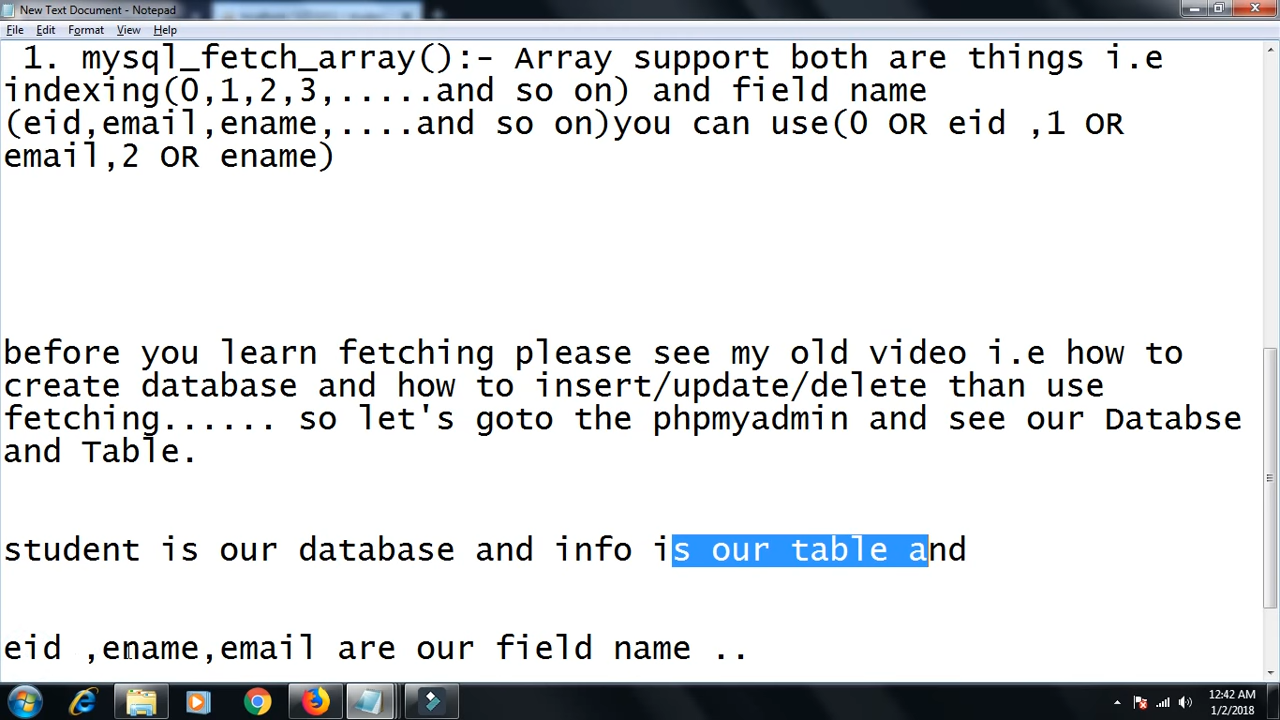 New Text Document - Notepad
File Edit Format View Help
1. mysql_fetch_array():- Array support both are things i.e
indexing(0,1,2,3,.....and so on) and field name
(eid,email,ename,....and so on)you can use(0 OR eid ,1 OR
email,2 OR ename)
before you learn fetching please see my old video i.e how to
create database and how to insert/update/delete than use
fetching...... so let's goto the phpmyadmin and see our Databse
and Table.
student is our database and info is our table and
eid ,ename,email are our field name ..
12:42 AM
1/2/2018